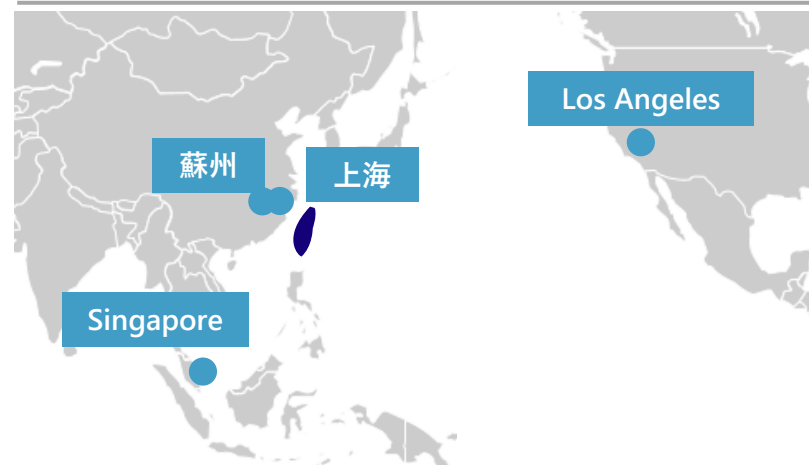 Los Angeles
蘇州
上海
Singapore